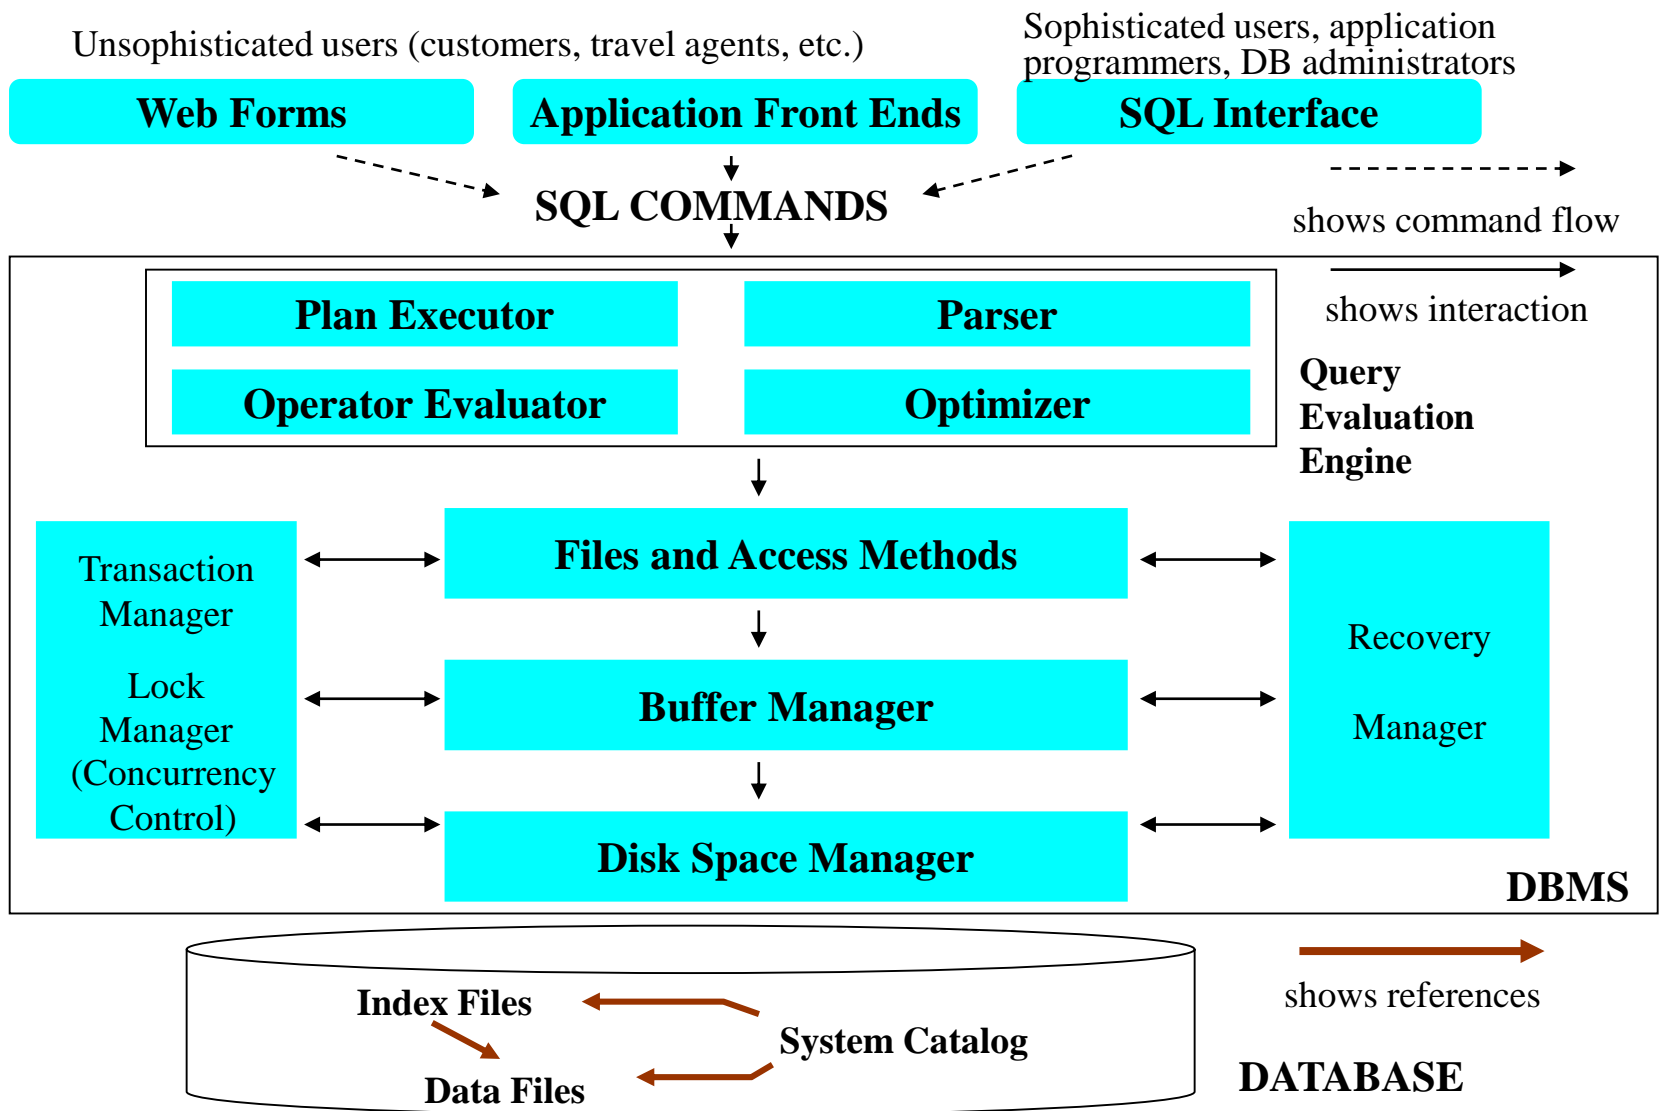 Unsophisticated users (customers, travel agents, etc.)
Sophisticated users, application
programmers, DB administrators
Web Forms
Application Front Ends
SQL Interface
SQL COMMANDS
shows command flow
shows interaction
Plan Executor
Parser
Operator Evaluator
Optimizer
Query
Evaluation
Engine
Transaction
Manager
Lock
Manager
(Concurrency
Control)
Files and Access Methods
Buffer Manager
Disk Space Manager
Recovery
Manager
DBMS
Index Files
System Catalog
Data Files
shows references
DATABASE